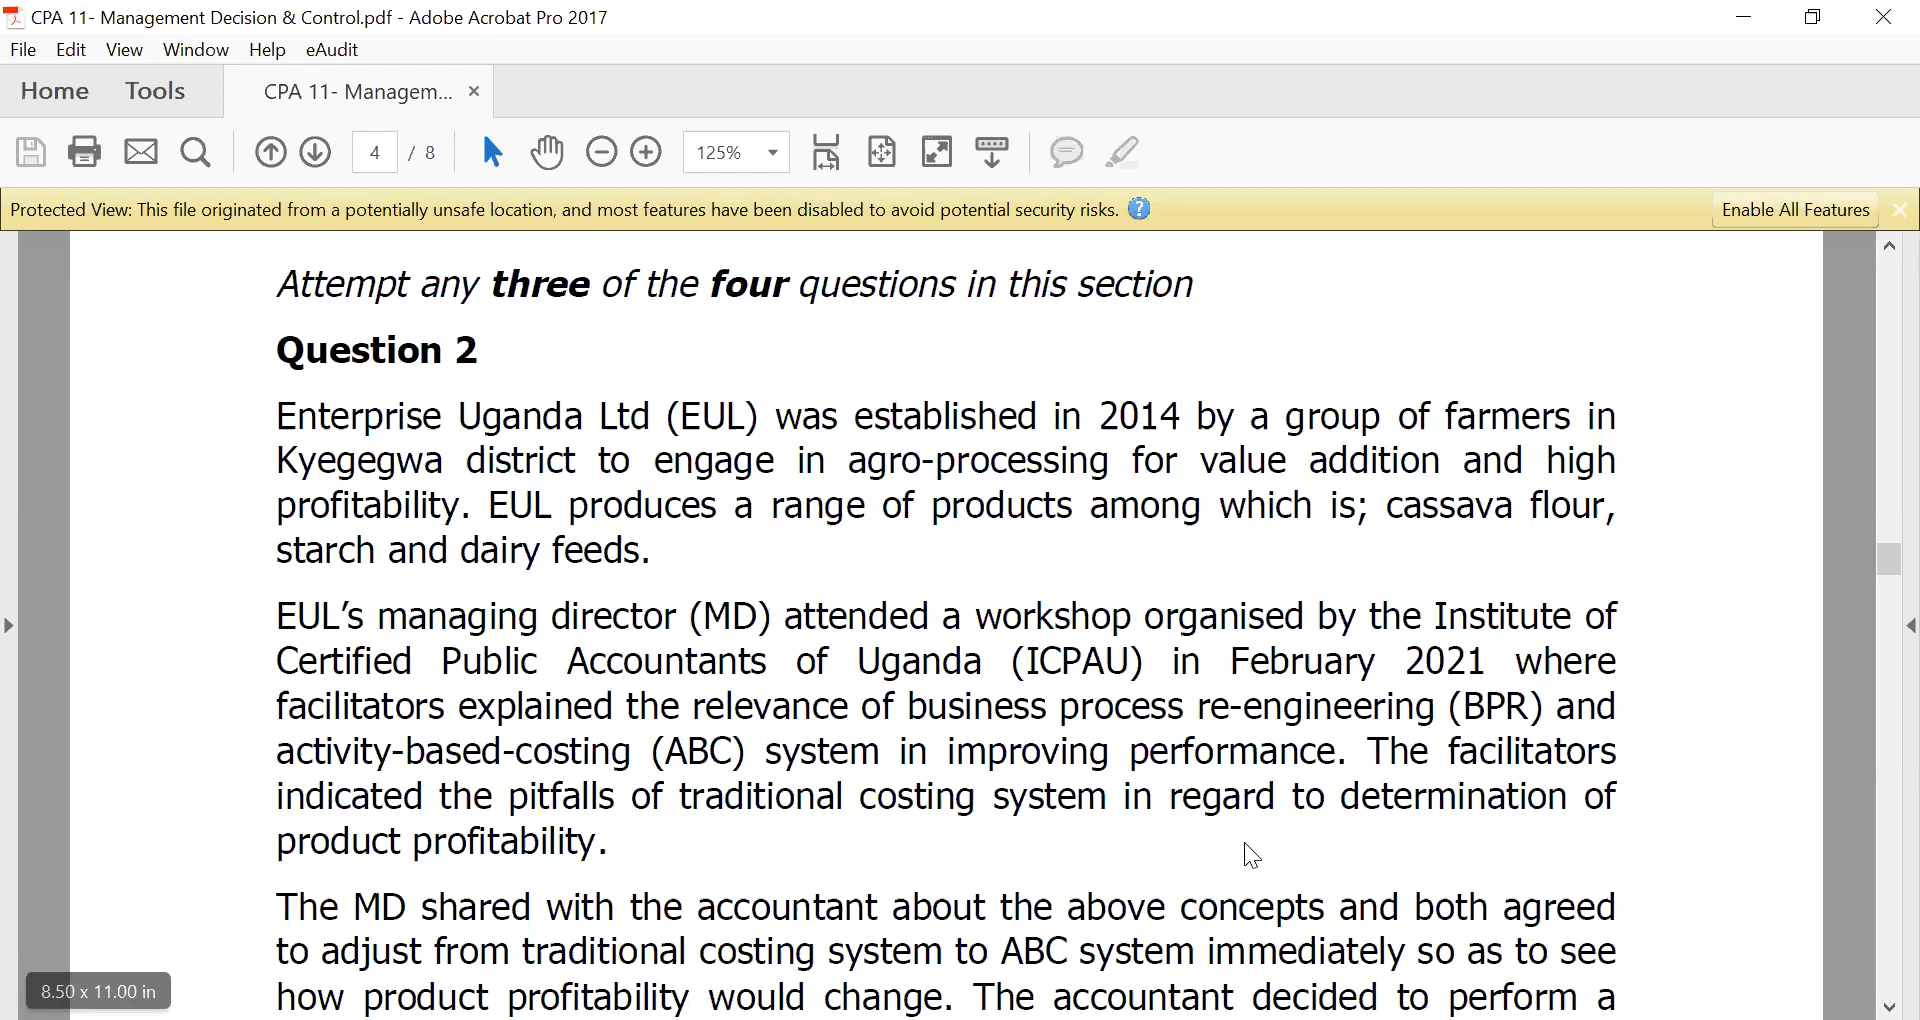 CPA 11- Management Decision & Control.pdf - Adobe Acrobat Pro 2017
File Edit View Window Help eAudit
Home Tools CPA 11- Managem... ×
4 / 8 125%
Protected View: This file originated from a potentially unsafe location, and most features have been disabled to avoid potential security risks. ? Enable All Features
Attempt any three of the four questions in this section
Question 2
Enterprise Uganda Ltd (EUL) was established in 2014 by a group of farmers in
Kyegegwa district to engage in agro-processing for value addition and high
profitability. EUL produces a range of products among which is; cassava flour,
starch and dairy feeds.
EUL’s managing director (MD) attended a workshop organised by the Institute of
Certified Public Accountants of Uganda (ICPAU) in February 2021 where
facilitators explained the relevance of business process re-engineering (BPR) and
activity-based-costing (ABC) system in improving performance. The facilitators
indicated the pitfalls of traditional costing system in regard to determination of
product profitability.
The MD shared with the accountant about the above concepts and both agreed
to adjust from traditional costing system to ABC system immediately so as to see
8.50 x 11.00 in
how product profitability would change. The accountant decided to perform a